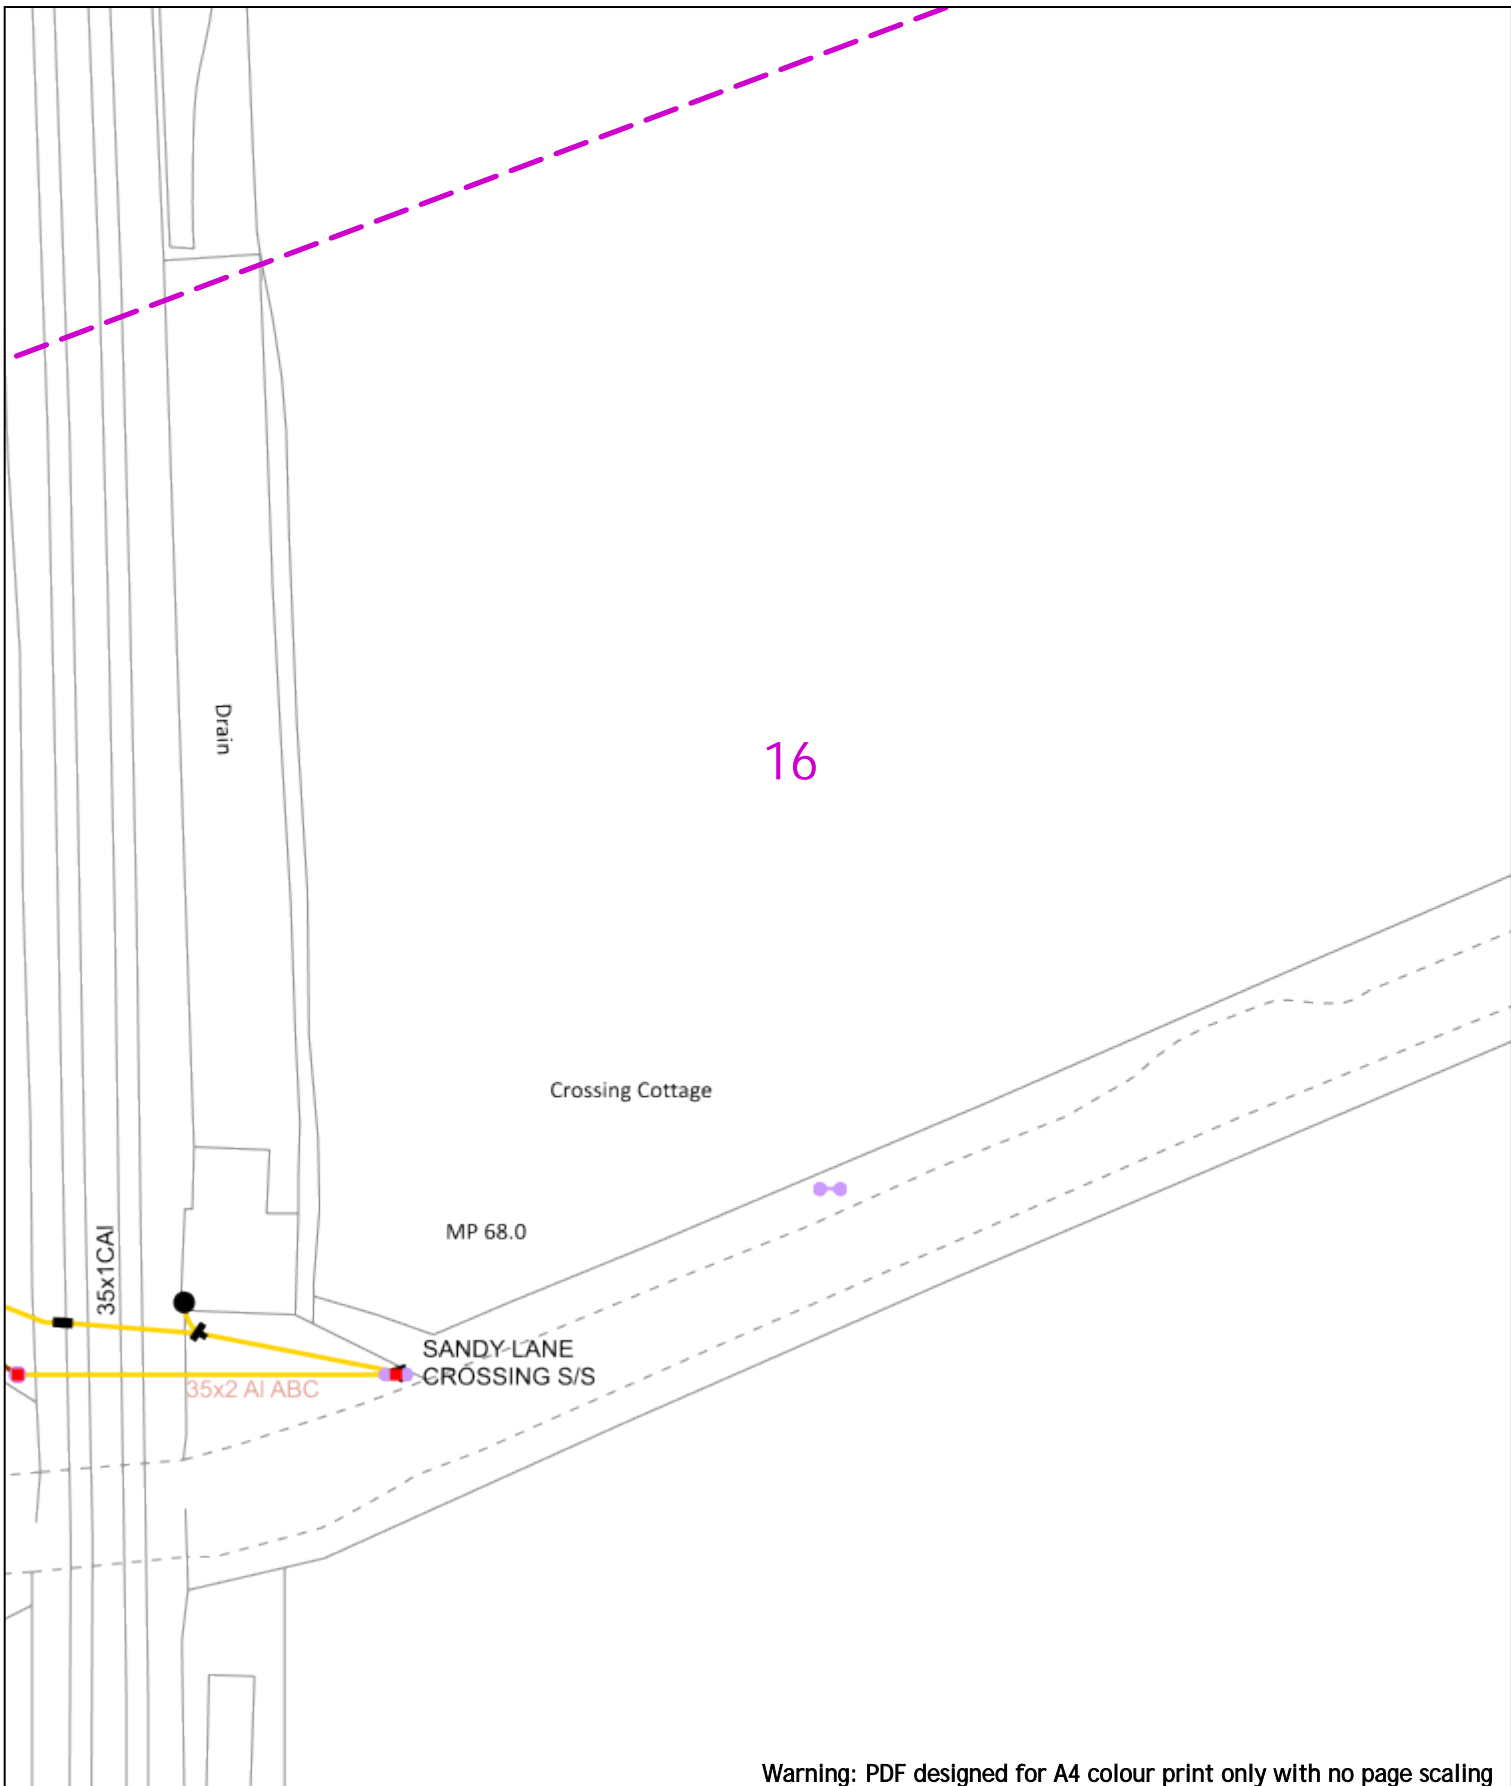 Drain
16
Crossing Cottage
MP 68.0
35x1CAl
SANDY LANE
CROSSING S/S
35x2 Al ABC
Warning: PDF designed for A4 colour print only with no page scaling